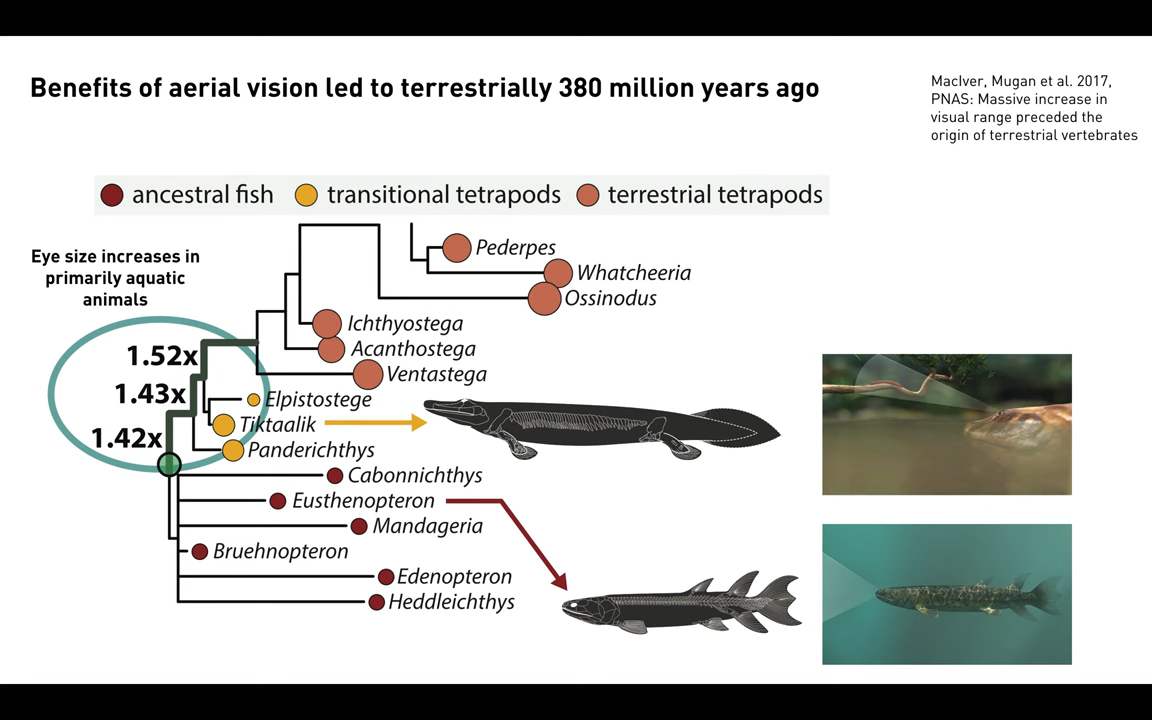 Benefits of aerial vision led to terrestrially 380 million years ago
MacIver, Mugan et al. 2017,
PNAS: Massive increase in
visual range preceded the
origin of terrestrial vertebrates
ancestral fish
transitional tetrapods
terrestrial tetrapods
Eye size increases in
primarily aquatic
animals
Pederpes
Whatcheeria
Ossinodus
Ichthyostega
Acanthostega
Ventastega
1.52x
1.43x
1.42x
Elpistostege
Tiktaalik
Panderichthys
Cabonnichthys
Eusthenopteron
Mandageria
Bruehnopteron
Edenopteron
Heddleichthys